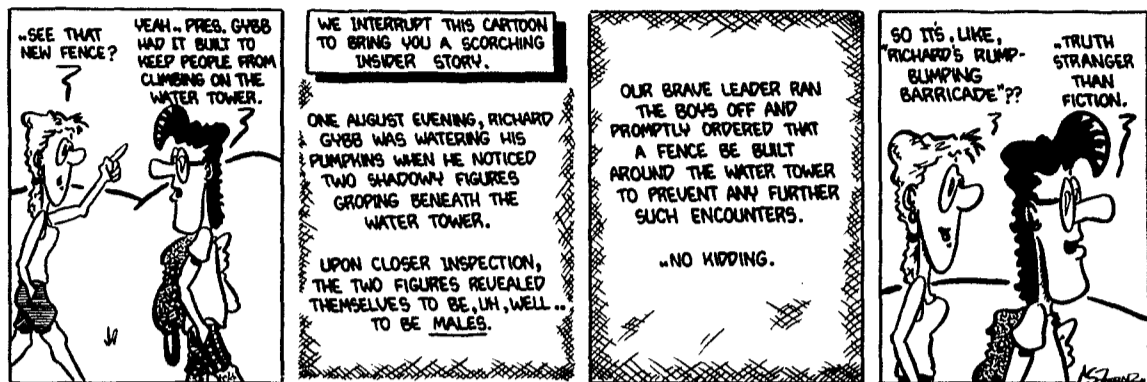 ..SEE THAT
NEW FENCE?
YEAH.. PRES. GYBB
HAD IT BUILT TO
KEEP PEOPLE FROM
CLIMBING ON THE
WATER TOWER.
WE INTERRUPT THIS CARTOON
TO BRING YOU A SCORCHING
INSIDER STORY.
ONE AUGUST EVENING, RICHARD
GYBB WAS WATERING HIS
PUMPKINS WHEN HE NOTICED
TWO SHADOWY FIGURES
GROPING BENEATH THE
WATER TOWER.
UPON CLOSER INSPECTION,
THE TWO FIGURES REVEALED
THEMSELVES TO BE, UH, WELL..
TO BE MALES.
OUR BRAVE LEADER RAN
THE BOYS OFF AND
PROMPTLY ORDERED THAT
A FENCE BE BUILT
AROUND THE WATER TOWER
TO PREVENT ANY FURTHER
SUCH ENCOUNTERS.
..NO KIDDING.
SO IT'S, LIKE,
"RICHARD'S RUMP-
BUMPING
BARRICADE"??
..TRUTH
STRANGER
THAN
FICTION.